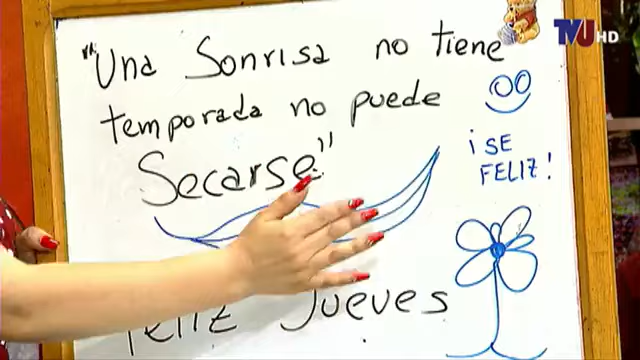 "Una Sonrisa no tiene
temporada no puede
Secarse"
¡SE
FELIZ!
Feliz Jueves
TVU HD